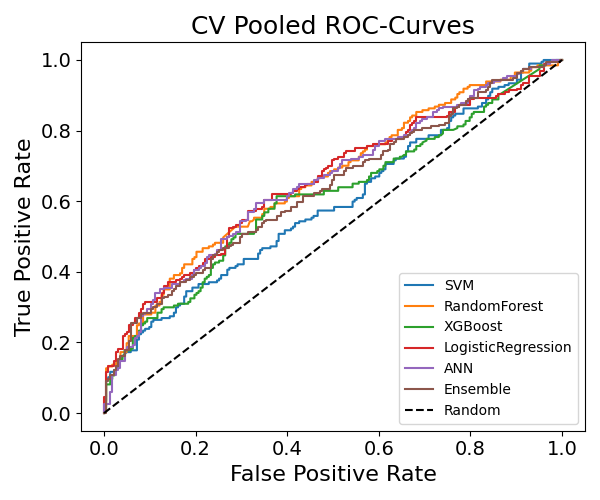 CV Pooled ROC-Curves
True Positive Rate
1.0
0.8
0.6
0.4
0.2
0.0
SVM
RandomForest
XGBoost
LogisticRegression
ANN
Ensemble
Random
0.0 0.2 0.4 0.6 0.8 1.0
False Positive Rate